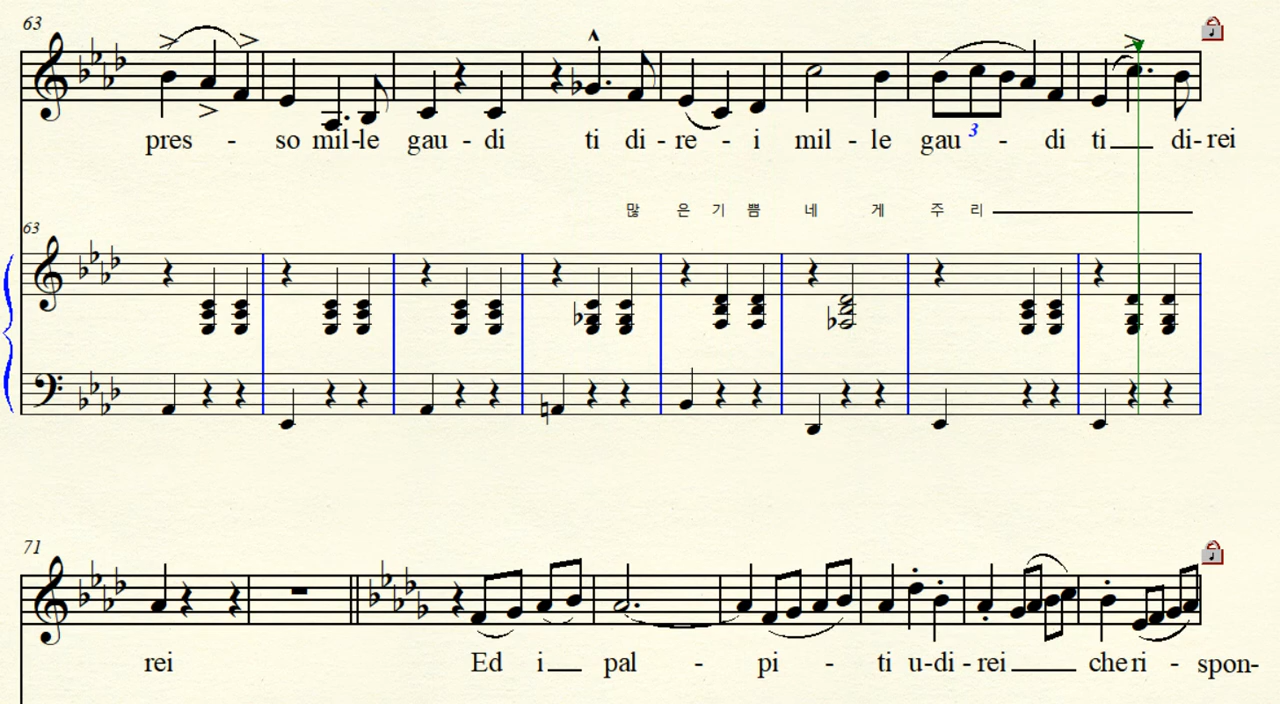 63
pres - so mil-le gau - di ti di - re - i mil - le gau - di ti di- rei
3
많 은 기 쁨 네 게 주 리
63
71
rei Ed i pal - pi - ti u-di - rei che ri - spon-